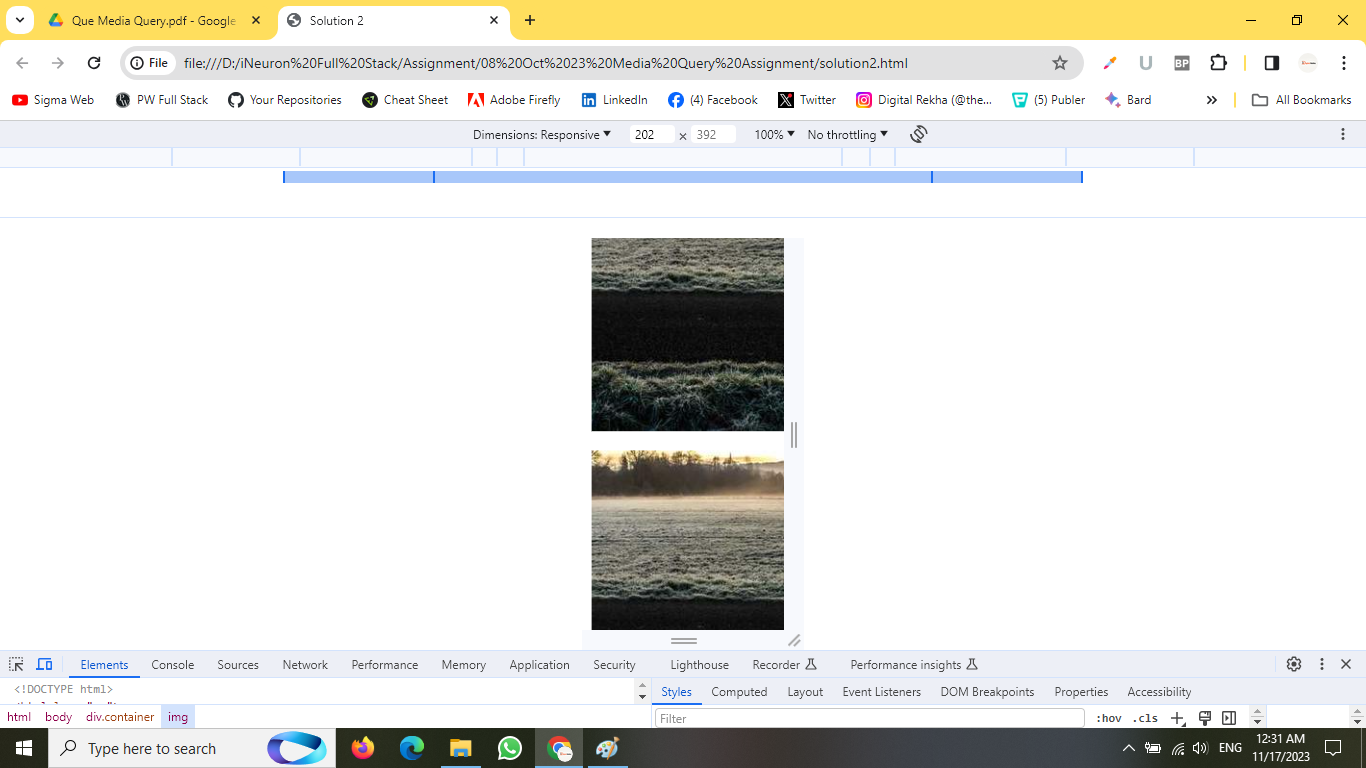 Que Media Query.pdf - Google
Solution 2
File
file:///D:/iNeuron%20Full%20Stack/Assignment/08%20Oct%2023%20Media%20Query%20Assignment/solution2.html
BP
Sigma Web
PW Full Stack
Your Repositories
Cheat Sheet
Adobe Firefly
LinkedIn
(4) Facebook
Twitter
Digital Rekha (@the...
(5) Publer
Bard
All Bookmarks
Dimensions: Responsive
202
×
392
100%
No throttling
Elements
Console
Sources
Network
Performance
Memory
Application
Security
Lighthouse
Recorder
Performance insights
<!DOCTYPE html>
Styles
Computed
Layout
Event Listeners
DOM Breakpoints
Properties
Accessibility
html
body
div.container
img
Filter
:hov
.cls
Type here to search
ENG
12:31 AM
11/17/2023